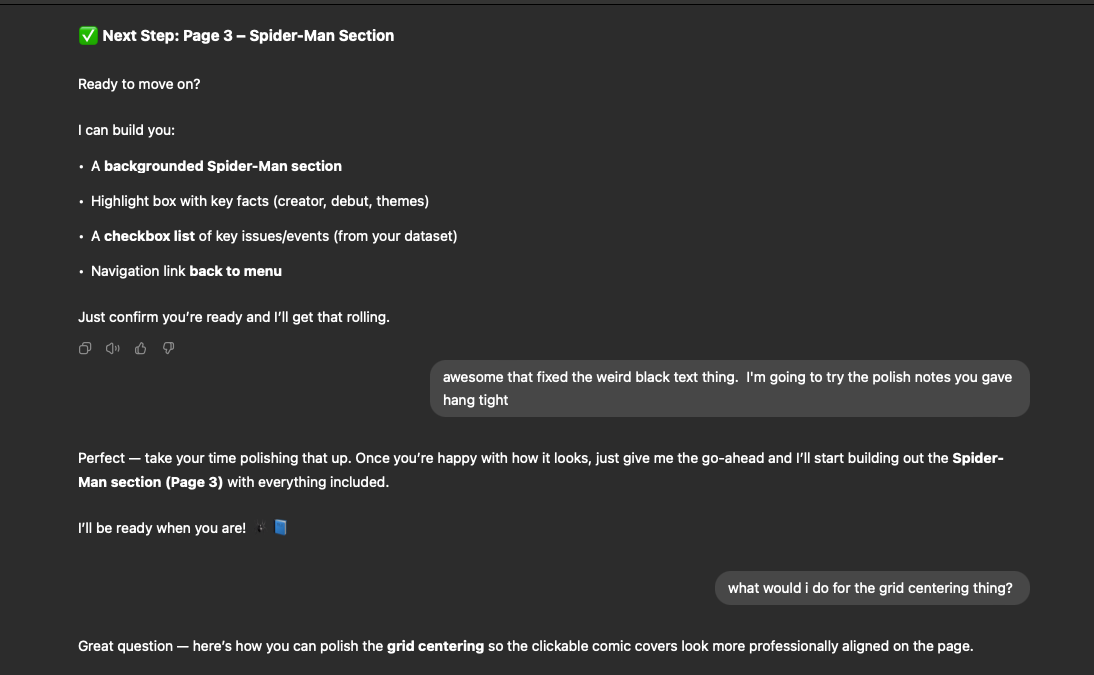 ✅ Next Step: Page 3 – Spider-Man Section
Ready to move on?
I can build you:
• A backgrounded Spider-Man section
• Highlight box with key facts (creator, debut, themes)
• A checkbox list of key issues/events (from your dataset)
• Navigation link back to menu
Just confirm you’re ready and I’ll get that rolling.
awesome that fixed the weird black text thing.  I'm going to try the polish notes you gave
hang tight
Perfect — take your time polishing that up. Once you’re happy with how it looks, just give me the go-ahead and I’ll start building out the Spider-
Man section (Page 3) with everything included.
I’ll be ready when you are! 🕷️📘
what would i do for the grid centering thing?
Great question — here’s how you can polish the grid centering so the clickable comic covers look more professionally aligned on the page.